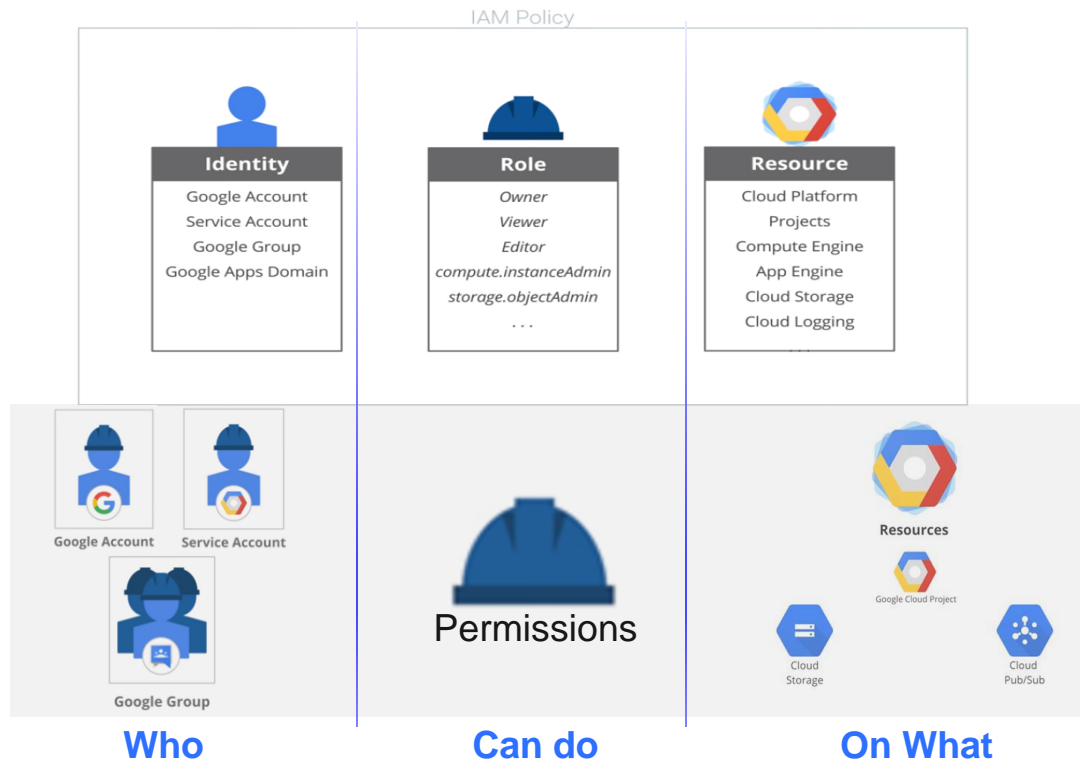 IAM Policy
Identity
Google Account
Service Account
Google Group
Google Apps Domain
Role
Owner
Viewer
Editor
compute.instanceAdmin
storage.objectAdmin
. . .
Resource
Cloud Platform
Projects
Compute Engine
App Engine
Cloud Storage
Cloud Logging
. . .
Google Account
Service Account
Google Group
Permissions
Resources
Google Cloud Project
Cloud
Storage
Cloud
Pub/Sub
Who
Can do
On What